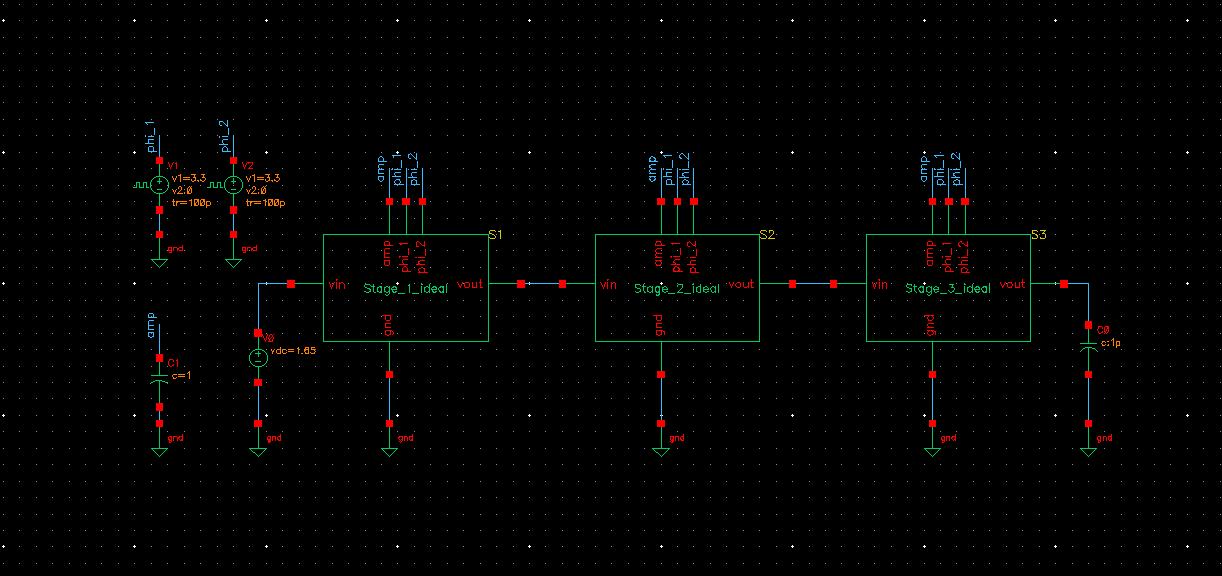 phi_1
phi_2
V1
v1=3.3
v2:0
tr=100p
gnd
V2
v1=3.3
v2:0
tr=100p
gnd
amp
C1
c=1
gnd
V0
vdc=1.65
gnd
amp
phi_1
phi_2
S1
amp
phi_1
phi_2
vin
Stage_1_ideal
vout
gnd
gnd
amp
phi_1
phi_2
S2
amp
phi_1
phi_2
vin
Stage_2_ideal
vout
gnd
gnd
amp
phi_1
phi_2
S3
amp
phi_1
phi_2
vin
Stage_3_ideal
vout
gnd
gnd
C0
c:1p
gnd